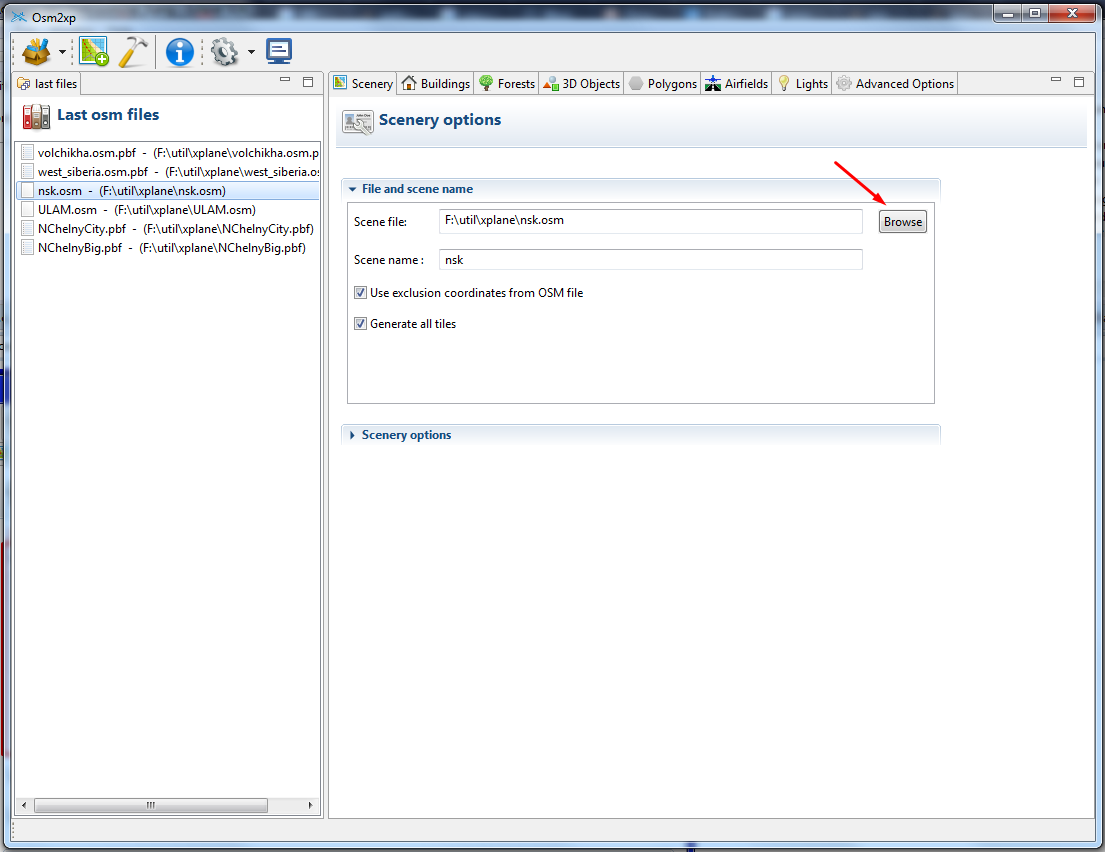 Osm2xp
last files
Last osm files
volchikha.osm.pbf - (F:\util\xplane\volchikha.osm.p
west_siberia.osm.pbf - (F:\util\xplane\west_siberia.os
nsk.osm - (F:\util\xplane\nsk.osm)
ULAM.osm - (F:\util\xplane\ULAM.osm)
NChelnyCity.pbf - (F:\util\xplane\NChelnyCity.pbf)
NChelnyBig.pbf - (F:\util\xplane\NChelnyBig.pbf)
Scenery Buildings Forests 3D Objects Polygons Airfields Lights Advanced Options
Scenery options
File and scene name
Scene file: F:\util\xplane\nsk.osm Browse
Scene name : nsk
Use exclusion coordinates from OSM file
Generate all tiles
Scenery options